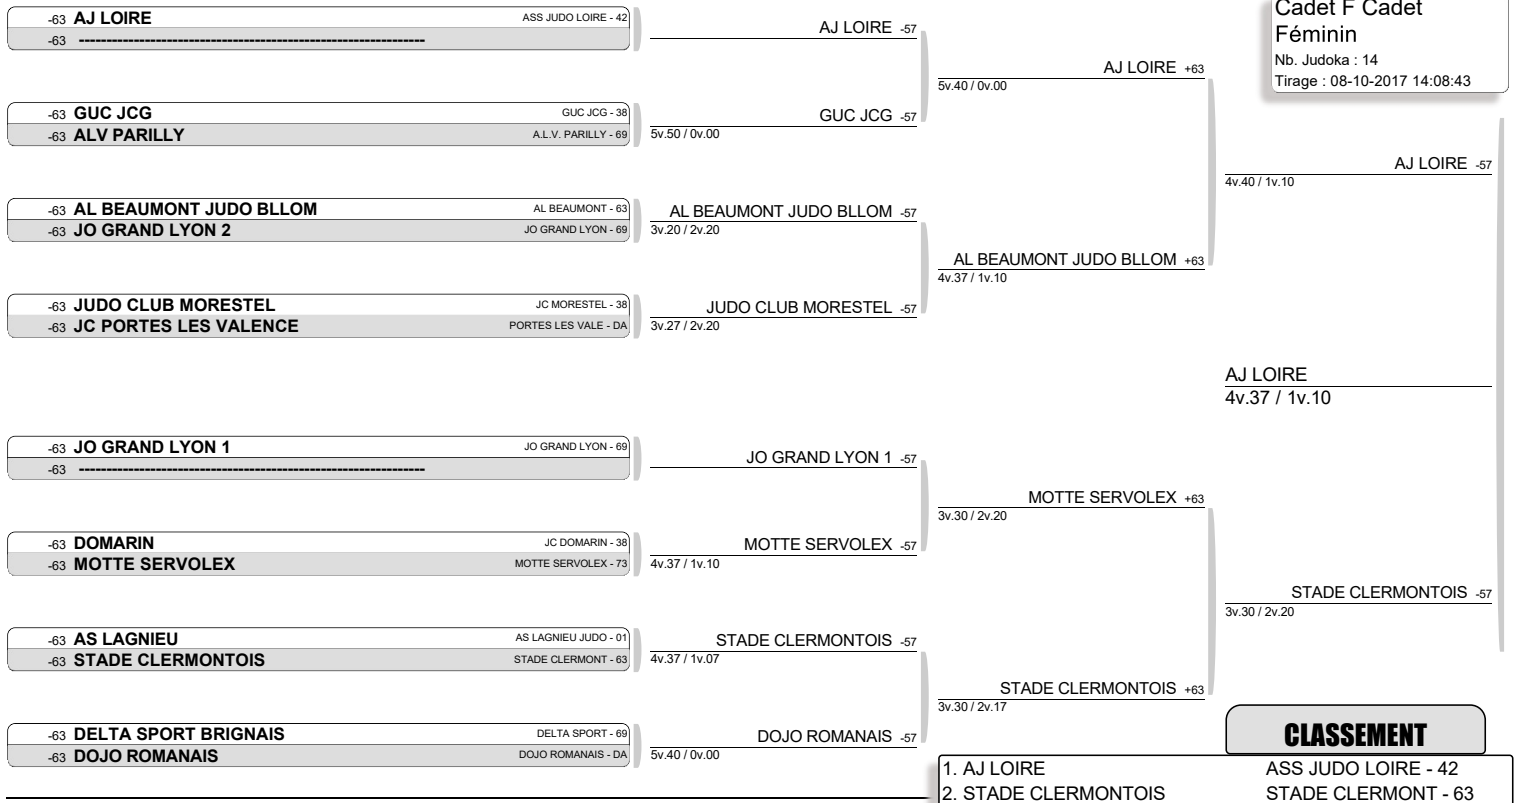 -63 AJ LOIRE ASS JUDO LOIRE - 42
-63 ----------------------------------------------------------------
AJ LOIRE -57
-63 GUC JCG GUC JCG - 38
-63 ALV PARILLY A.L.V. PARILLY - 69
GUC JCG -57
5v.50 / 0v.00
AJ LOIRE +63
5v.40 / 0v.00
-63 AL BEAUMONT JUDO BLLOM AL BEAUMONT - 63
-63 JO GRAND LYON 2 JO GRAND LYON - 69
AL BEAUMONT JUDO BLLOM -57
3v.20 / 2v.20
-63 JUDO CLUB MORESTEL JC MORESTEL - 38
-63 JC PORTES LES VALENCE PORTES LES VALE - DA
JUDO CLUB MORESTEL -57
3v.27 / 2v.20
AL BEAUMONT JUDO BLLOM +63
4v.37 / 1v.10
AJ LOIRE -57
4v.40 / 1v.10
Cadet F Cadet
Féminin
Nb. Judoka : 14
Tirage : 08-10-2017 14:08:43
AJ LOIRE
4v.37 / 1v.10
-63 JO GRAND LYON 1 JO GRAND LYON - 69
-63 ----------------------------------------------------------------
JO GRAND LYON 1 -57
-63 DOMARIN JC DOMARIN - 38
-63 MOTTE SERVOLEX MOTTE SERVOLEX - 73
MOTTE SERVOLEX -57
4v.37 / 1v.10
MOTTE SERVOLEX +63
3v.30 / 2v.20
-63 AS LAGNIEU AS LAGNIEU JUDO - 01
-63 STADE CLERMONTOIS STADE CLERMONT - 63
STADE CLERMONTOIS -57
4v.37 / 1v.07
-63 DELTA SPORT BRIGNAIS DELTA SPORT - 69
-63 DOJO ROMANAIS DOJO ROMANAIS - DA
DOJO ROMANAIS -57
5v.40 / 0v.00
STADE CLERMONTOIS +63
3v.30 / 2v.17
STADE CLERMONTOIS -57
3v.30 / 2v.20
CLASSEMENT
1. AJ LOIRE ASS JUDO LOIRE - 42
2. STADE CLERMONTOIS STADE CLERMONT - 63